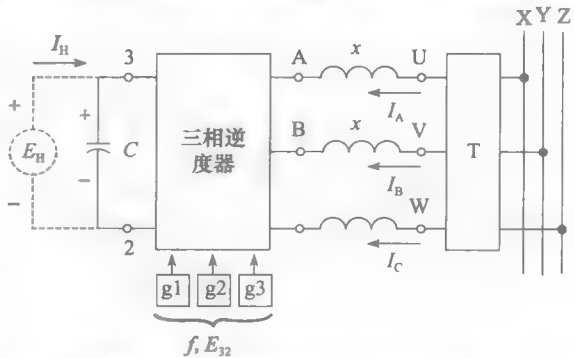 X Y Z
I_H
3
A
x
U
+
+
三相逆
度器
I_A
E_H
C
B
x
V
T
I_B
−
−
W
2
I_C
g1 g2 g3
f, E_32